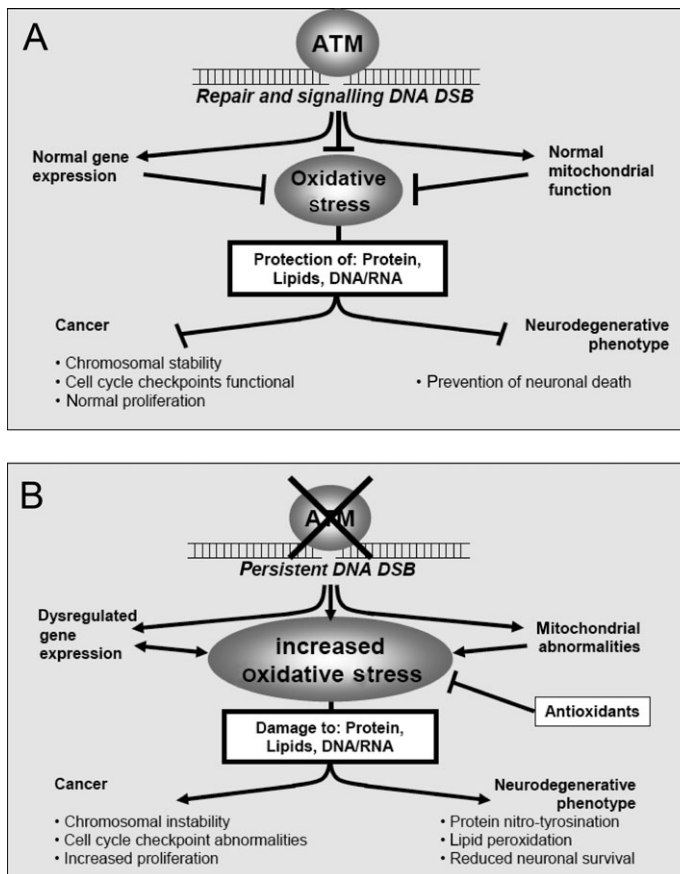 A
ATM
Repair and signalling DNA DSB
Normal gene
expression
Normal
mitochondrial
function
Oxidative
stress
Protection of: Protein,
Lipids, DNA/RNA
Cancer
• Chromosomal stability
• Cell cycle checkpoints functional
• Normal proliferation
Neurodegenerative
phenotype
• Prevention of neuronal death
B
ATM
Persistent DNA DSB
Dysregulated
gene
expression
increased
oxidative stress
Mitochondrial
abnormalities
Antioxidants
Damage to: Protein,
Lipids, DNA/RNA
Cancer
• Chromosomal instability
• Cell cycle checkpoint abnormalities
• Increased proliferation
Neurodegenerative
phenotype
• Protein nitro-tyrosination
• Lipid peroxidation
• Reduced neuronal survival